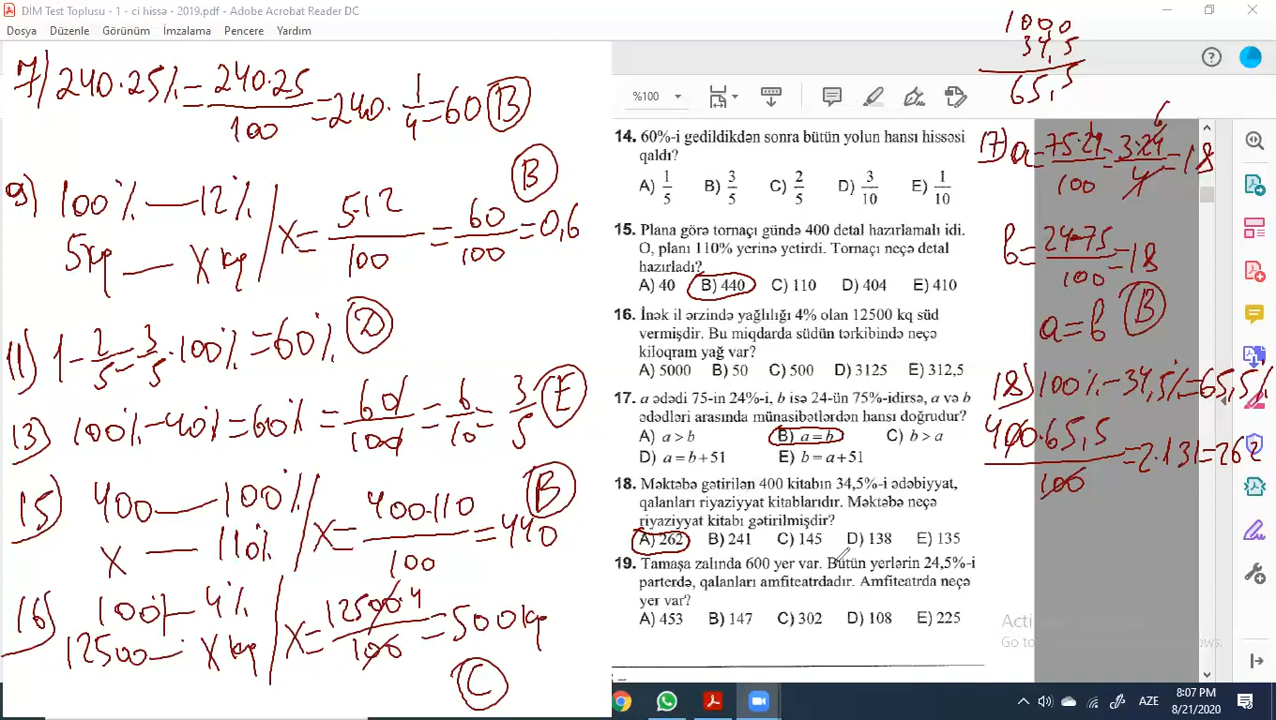 DİM Test Toplusu - 1 - ci hissə - 2019.pdf - Adobe Acrobat Reader DC
Dosya Düzenle Görünüm İmzalama Pencere Yardım
7) 240·25% = 240·25/100 = 240·1/4 = 60 B
9) 100% — 12%
5kg — x kg
x = 5·12/100 = 60/100 = 0,6
B
11) 1 - 2/5 = 3/5 · 100% = 60% D
13) 100% - 40% = 60% = 60/100 = 6/10 = 3/5 E
15) 400 — 100%
x — 110%
x = 400·110/100 = 440
B
16) 100% — 4%
12500 — x kg
x = 12500·4/100 = 500 kg
C
%100
14. 60%-i gedildikdən sonra bütün yolun hansı hissəsi
qaldı?
A) 1/5 B) 3/5 C) 2/5 D) 3/10 E) 1/10
15. Plana görə tornaçı gündə 400 detal hazırlamalı idi.
O, planı 110% yerinə yetirdi. Tornaçı neçə detal
hazırladı?
A) 40 B) 440 C) 110 D) 404 E) 410
16. İnək il ərzində yağlılığı 4% olan 12500 kq süd
vermişdir. Bu miqdarda südün tərkibində neçə
kiloqram yağ var?
A) 5000 B) 50 C) 500 D) 3125 E) 312,5
17. a ədədi 75-in 24%-i, b isə 24-ün 75%-idirsə, a və b
ədədləri arasında münasibətlərdən hansı doğrudur?
A) a > b B) a = b C) b > a
D) a = b + 51 E) b = a + 51
18. Məktəbə gətirilən 400 kitabın 34,5%-i ədəbiyyat,
qalanları riyaziyyat kitablarıdır. Məktəbə neçə
riyaziyyat kitabı gətirilmişdir?
A) 262 B) 241 C) 145 D) 138 E) 135
19. Tamaşa zalında 600 yer var. Bütün yerlərin 24,5%-i
parterdə, qalanları amfiteatrdadır. Amfiteatrda neçə
yer var?
A) 453 B) 147 C) 302 D) 108 E) 225
100 0
34,5
65,5
17) a = 75·24/100 = 3·24/4 = 18
6
b = 24·75/100 = 18
a = b B
18) 100% - 34,5% = 65,5%
400·65,5/100 = 2·131 = 262
Acti
Go to
AZE
8:07 PM
8/21/2020